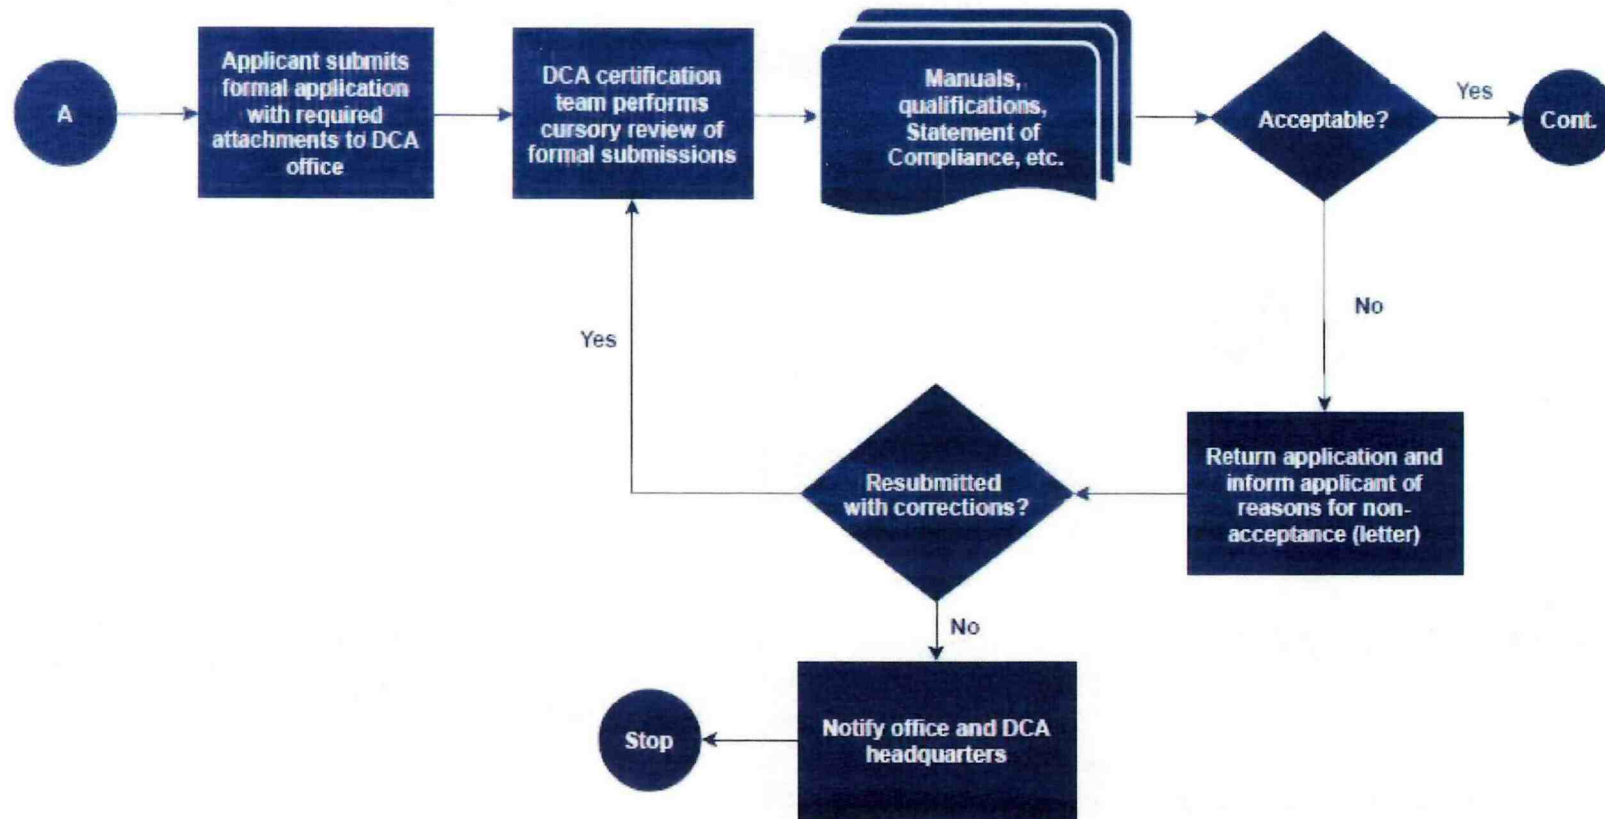 A
Applicant submits
formal application
with required
attachments to DCA
office
DCA certification
team performs
cursory review of
formal submissions
Manuals,
qualifications,
Statement of
Compliance, etc.
Acceptable?
Yes
Cont.
No
Return application and
inform applicant of
reasons for non-
acceptance (letter)
Resubmitted
with corrections?
Yes
No
Notify office and DCA
headquarters
Stop